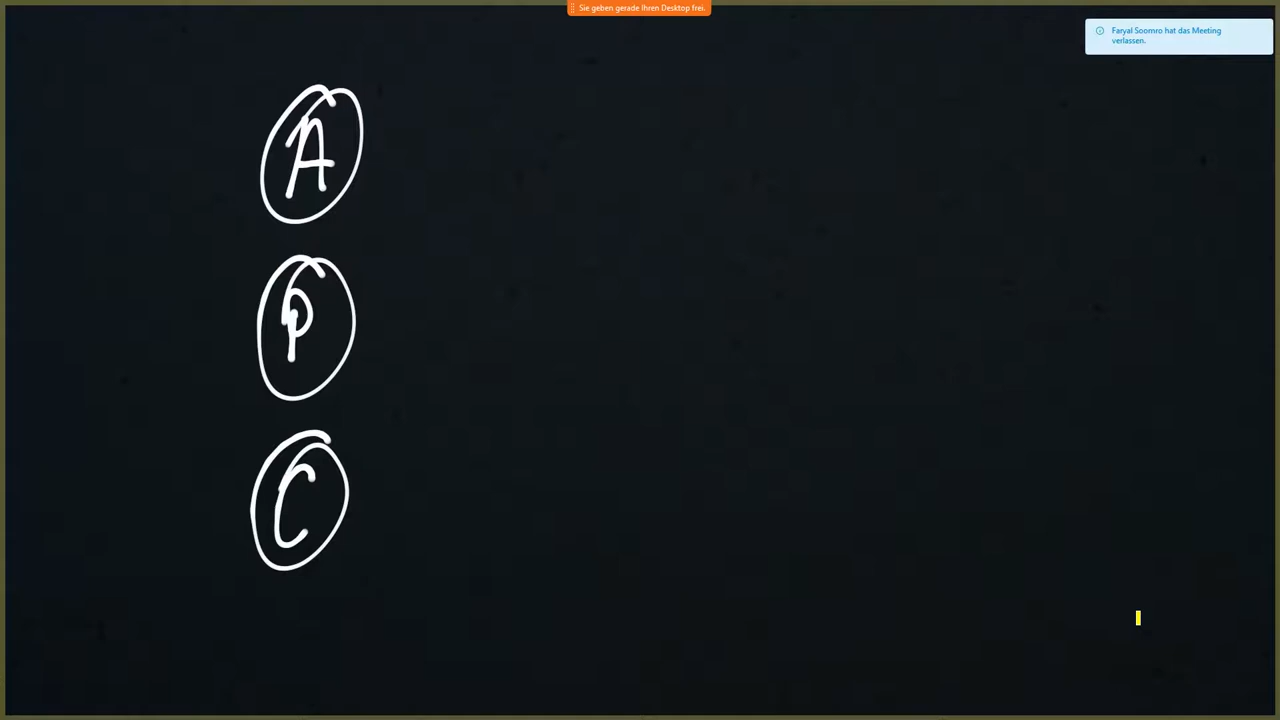 Sie geben gerade Ihren Desktop frei.
Faryal Soomro hat das Meeting
verlassen.
A
P
C